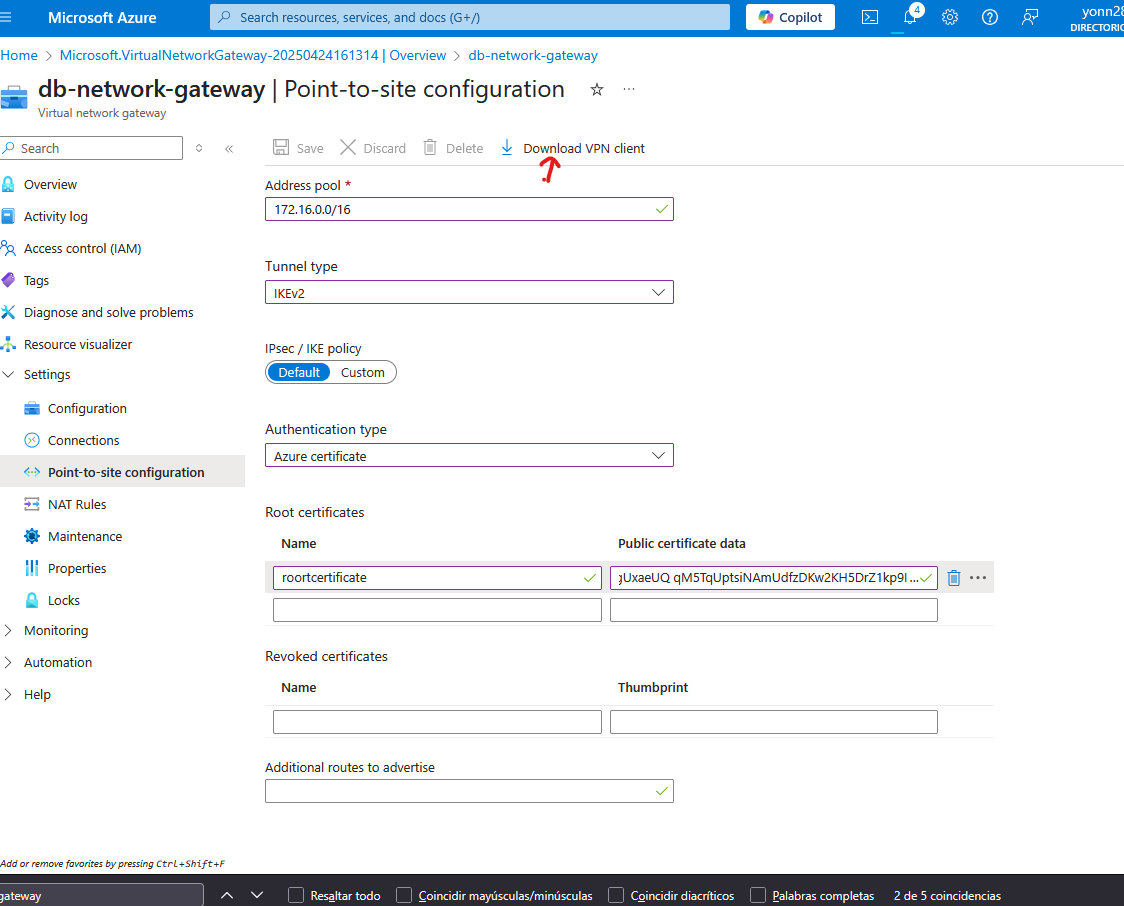 Microsoft Azure
Search resources, services, and docs (G+/)
Copilot
4
yonn28
DIRECTORIO
Home > Microsoft.VirtualNetworkGateway-20250424161314 | Overview > db-network-gateway
db-network-gateway | Point-to-site configuration
Virtual network gateway
Search
Save
Discard
Delete
Download VPN client
Overview
Activity log
Access control (IAM)
Tags
Diagnose and solve problems
Resource visualizer
Settings
Configuration
Connections
Point-to-site configuration
NAT Rules
Maintenance
Properties
Locks
Monitoring
Automation
Help
Address pool *
172.16.0.0/16
Tunnel type
IKEv2
IPsec / IKE policy
Default Custom
Authentication type
Azure certificate
Root certificates
Name Public certificate data
roortcertificate gUxaeUQ qM5TqUptsiNAmUdfzDKw2KH5DrZ1kp9I ...
Revoked certificates
Name Thumbprint
Additional routes to advertise
Add or remove favorites by pressing Ctrl+Shift+F
gateway
Resaltar todo
Coincidir mayúsculas/minúsculas
Coincidir diacríticos
Palabras completas
2 de 5 coincidencias